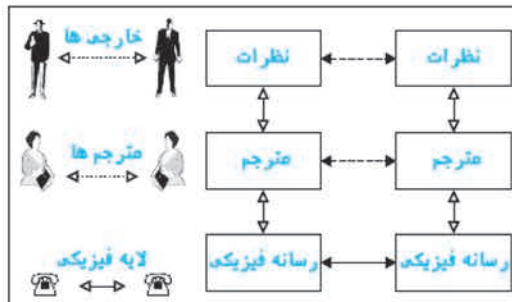 خارجی ها
نظرات
نظرات
مترجم ها
مترجم
مترجم
لایه فیزیکی
رسانه فیزیکی
رسانه فیزیکی